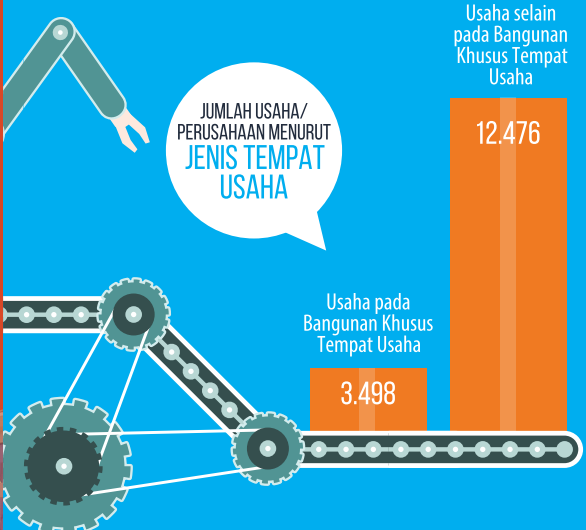 Usaha selain
pada Bangunan
Khusus Tempat
Usaha
12.476
JUMLAH USAHA/
PERUSAHAAN MENURUT
JENIS TEMPAT
USAHA
Usaha pada
Bangunan Khusus
Tempat Usaha
3.498